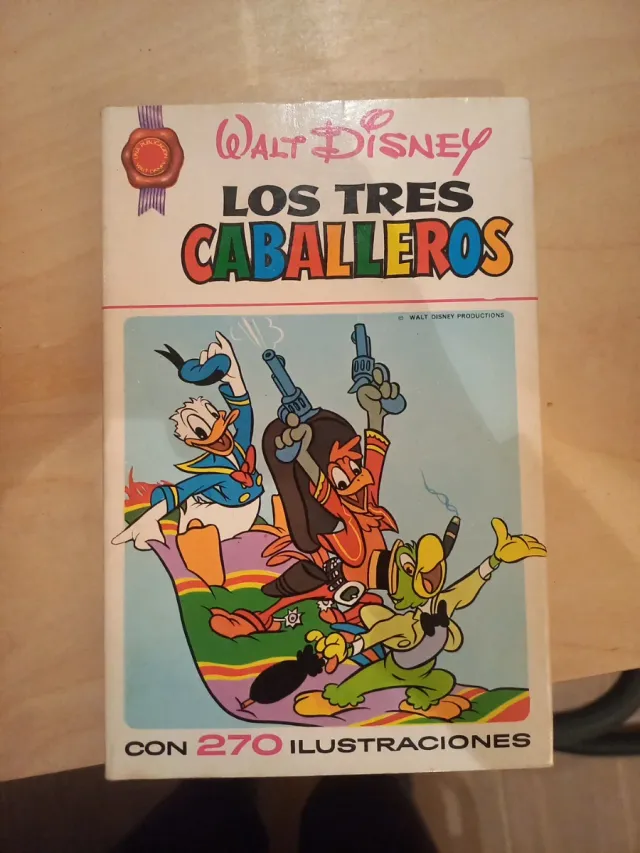 WALT DISNEY
LOS TRES
CABALLEROS
© WALT DISNEY PRODUCTIONS
CON 270 ILUSTRACIONES